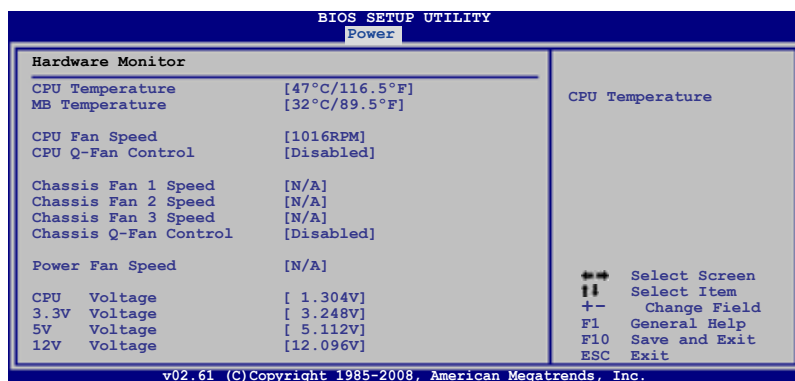 BIOS SETUP UTILITY
Power
Hardware Monitor
CPU Temperature [47°C/116.5°F]
MB Temperature [32°C/89.5°F]
CPU Fan Speed [1016RPM]
CPU Q-Fan Control [Disabled]
Chassis Fan 1 Speed [N/A]
Chassis Fan 2 Speed [N/A]
Chassis Fan 3 Speed [N/A]
Chassis Q-Fan Control [Disabled]
Power Fan Speed [N/A]
CPU Voltage [ 1.304V]
3.3V Voltage [ 3.248V]
5V Voltage [ 5.112V]
12V Voltage [12.096V]
CPU Temperature
←→ Select Screen
↑↓ Select Item
+- Change Field
F1 General Help
F10 Save and Exit
ESC Exit
v02.61 (C)Copyright 1985-2008, American Megatrends, Inc.